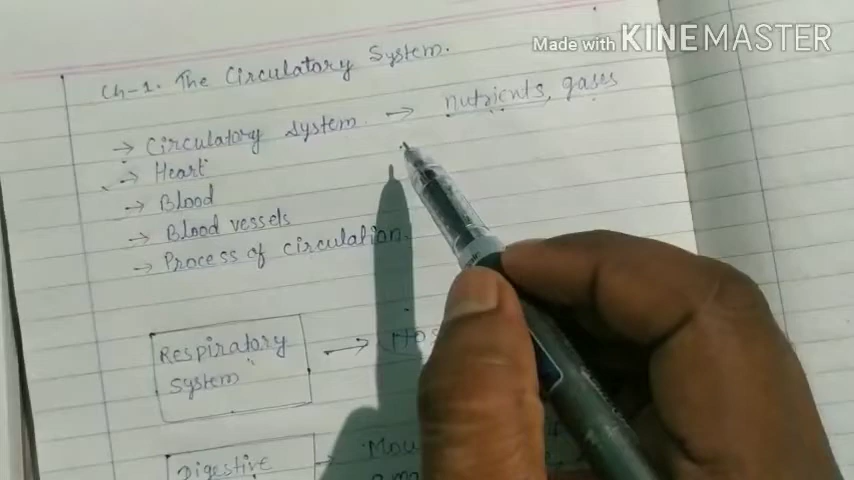 Made with KINEMASTER
Ch-1. The Circulatory System.
→ Circulatory System. → nutrients, gases
→ Heart
→ Blood
→ Blood vessels
→ Process of circulation.
Respiratory →
System
Digestive →